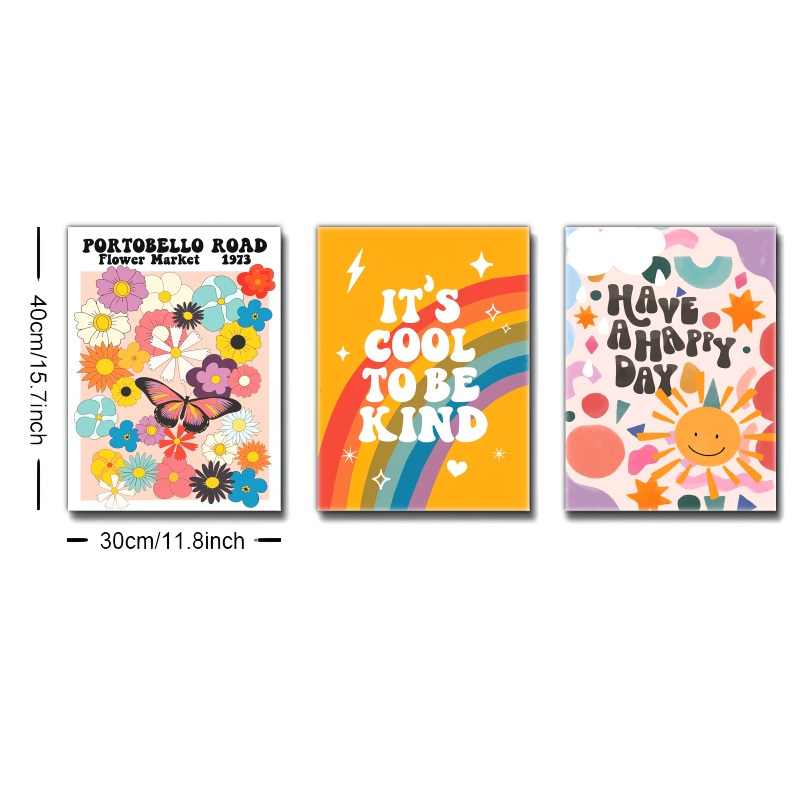 PORTOBELLO ROAD
Flower Market 1973
IT'S
COOL
TO BE
KIND
HAVE
A HAPPY
DAY
40cm/15.7inch
30cm/11.8inch